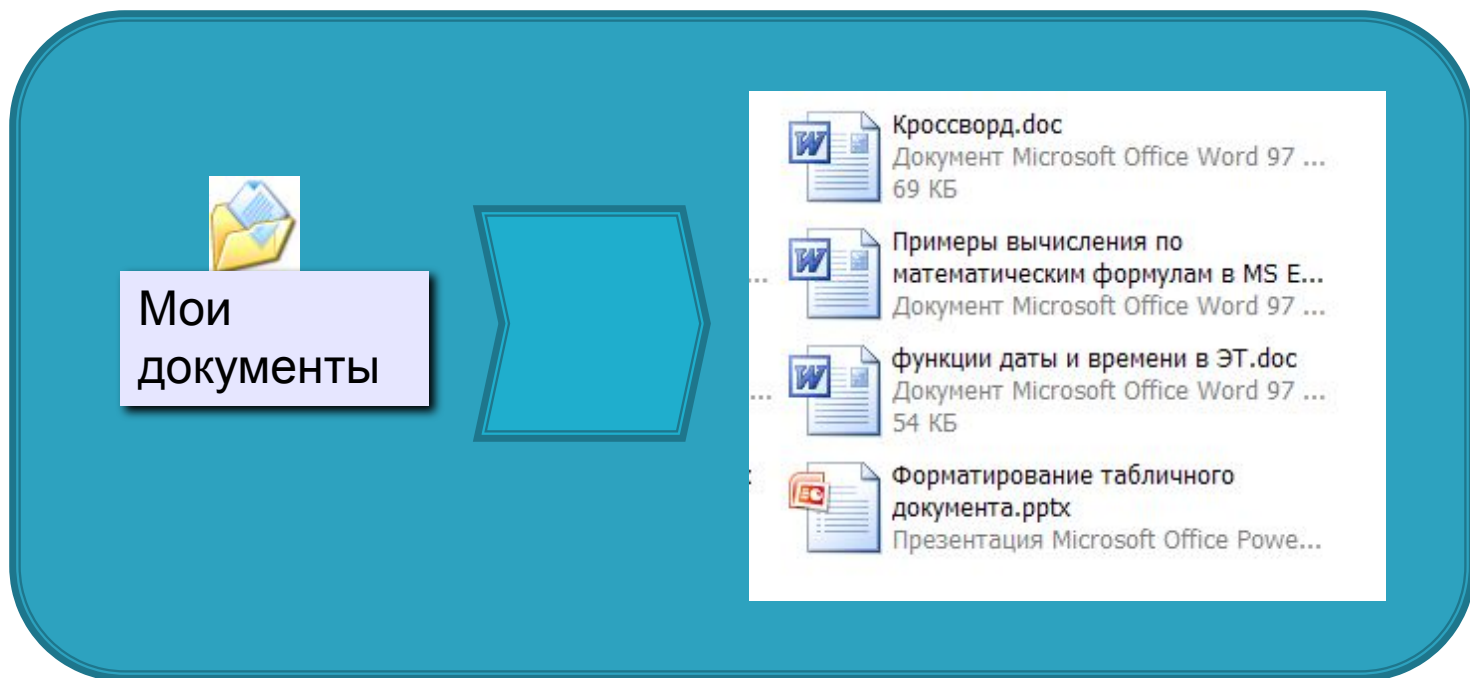 Мои
документы
Кроссворд.doc
Документ Microsoft Office Word 97 ...
69 КБ
Примеры вычисления по
математическим формулам в MS E...
Документ Microsoft Office Word 97 ...
функции даты и времени в ЭТ.doc
Документ Microsoft Office Word 97 ...
54 КБ
Форматирование табличного
документа.pptx
Презентация Microsoft Office Powe...